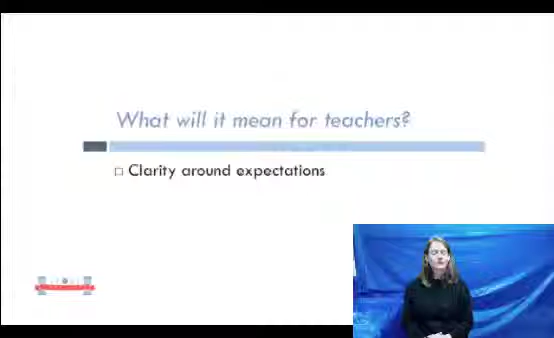 What will it mean for teachers?
Clarity around expectations